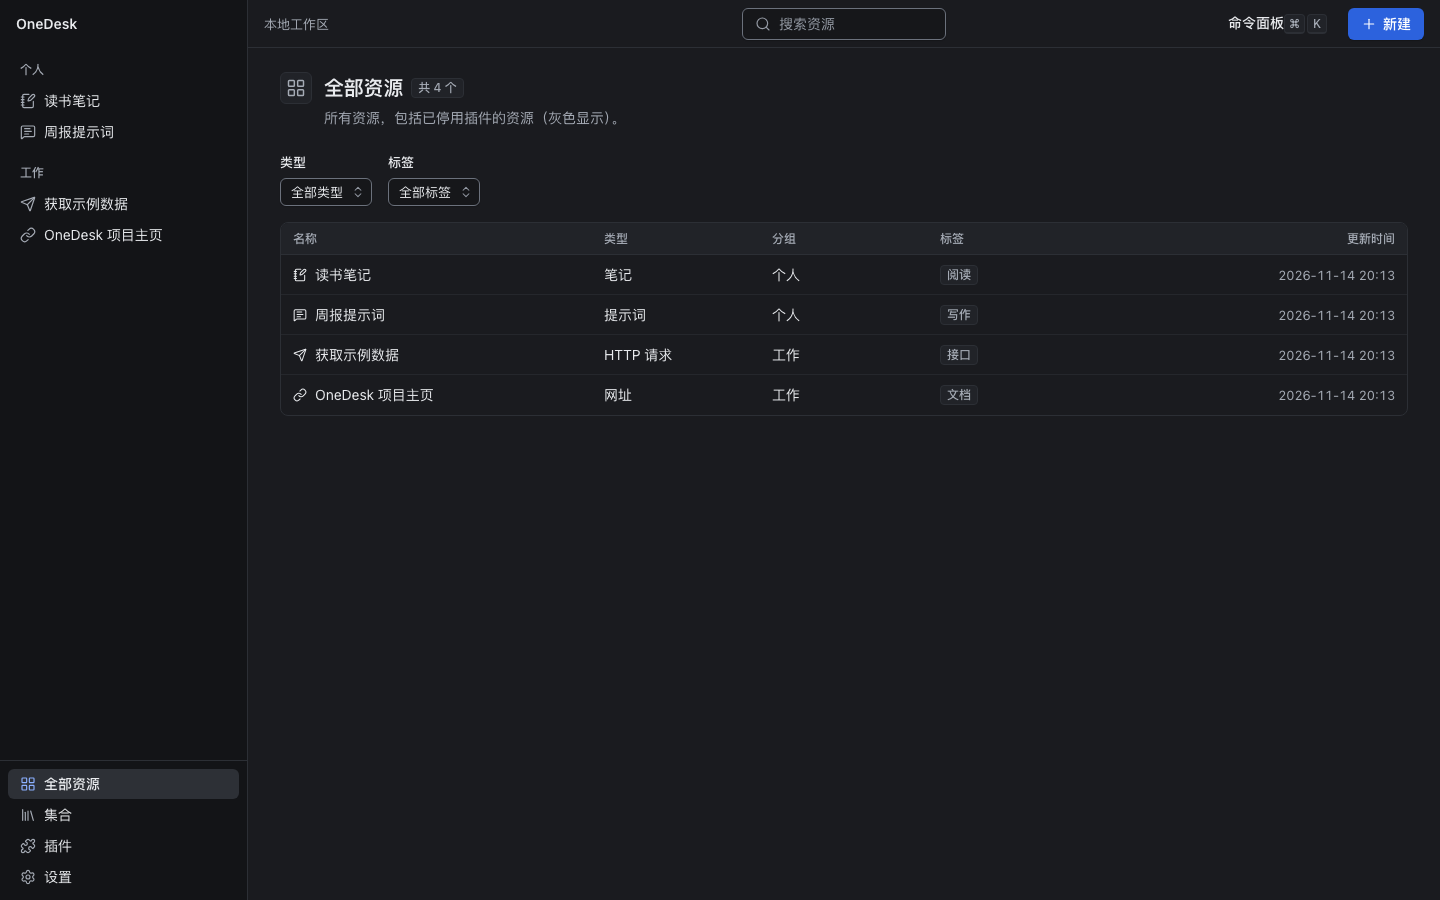 OneDesk
本地工作区
搜索资源
命令面板 ⌘ K
新建
个人
读书笔记
周报提示词
工作
获取示例数据
OneDesk 项目主页
全部资源
集合
插件
设置
全部资源 共 4 个
所有资源，包括已停用插件的资源（灰色显示）。
类型 标签
全部类型 全部标签
名称 类型 分组 标签 更新时间
读书笔记 笔记 个人 阅读 2026-11-14 20:13
周报提示词 提示词 个人 写作 2026-11-14 20:13
获取示例数据 HTTP 请求 工作 接口 2026-11-14 20:13
OneDesk 项目主页 网址 工作 文档 2026-11-14 20:13